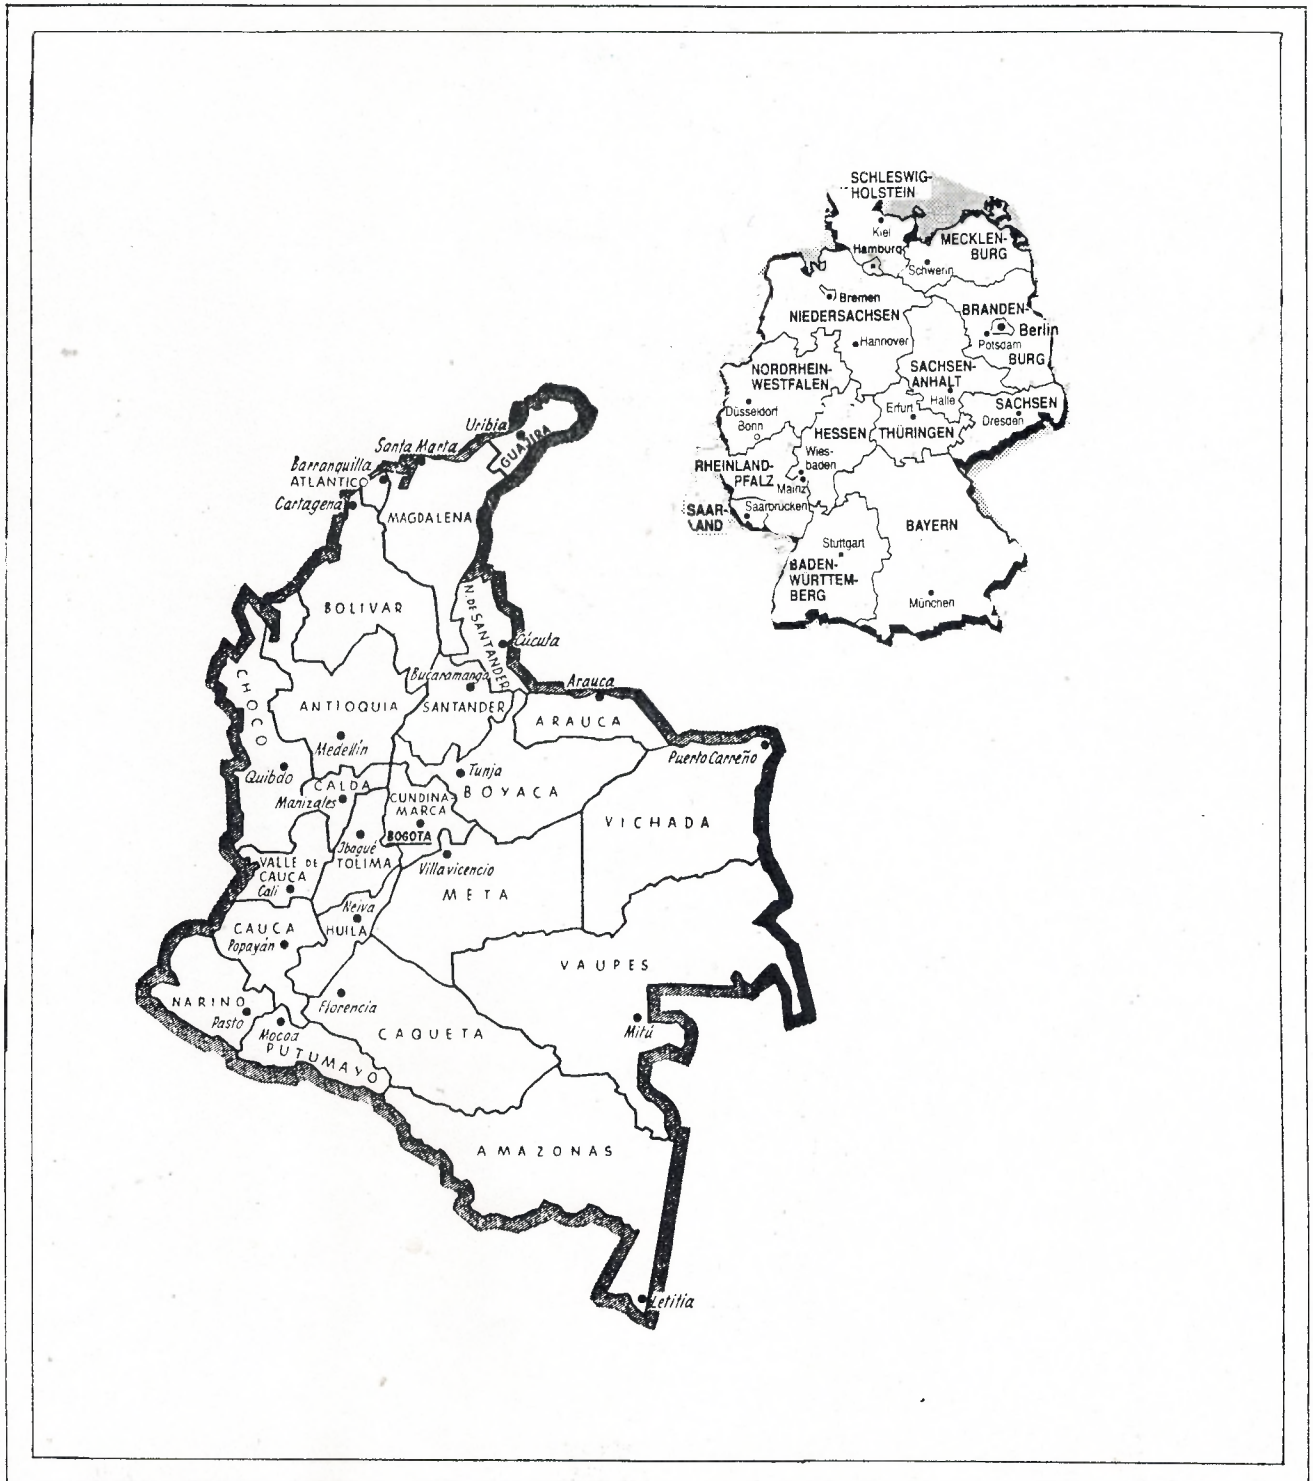 SCHLESWIG-
HOLSTEIN
Kiel
Hamburg
MECKLEN-
BURG
Schwerin
Bremen
NIEDERSACHSEN
BRANDEN-
Berlin
Potsdam
BURG
Hannover
NORDRHEIN-
WESTFALEN
SACHSEN-
ANHALT
Halle
Düsseldorf
Bonn
Erfurt
SACHSEN
Dresden
HESSEN
THÜRINGEN
Wies-
baden
RHEINLAND-
PFALZ
Mainz
Saarbrücken
SAAR-
LAND
BAYERN
Stuttgart
BADEN-
WURTTEM-
BERG
München
Uribia
GUAJIRA
Santa Marta
Barranquilla
ATLANTICO
Cartagena
MAGDALENA
BOLIVAR
N. DE SANTANDER
Cúcuta
CHOCO
Bucaramanga
Arauca
ANTIOQUIA
SANTANDER
ARAUCA
Medellín
Puerto Carreño
Quibdo
Tunja
CALDA
BOYACA
Manizales
CUNDINA-
MARCA
VICHADA
BOGOTA
Ibagué
TOLIMA
VALLE DE
CAUCA
Cali
Villavicencio
META
Neiva
HUILA
CAUCA
Popayán
VAUPES
NARINO
Pasto
Florencia
Mocoa
PUTUMAYO
CAQUETA
Mitú
AMAZONAS
Letitia